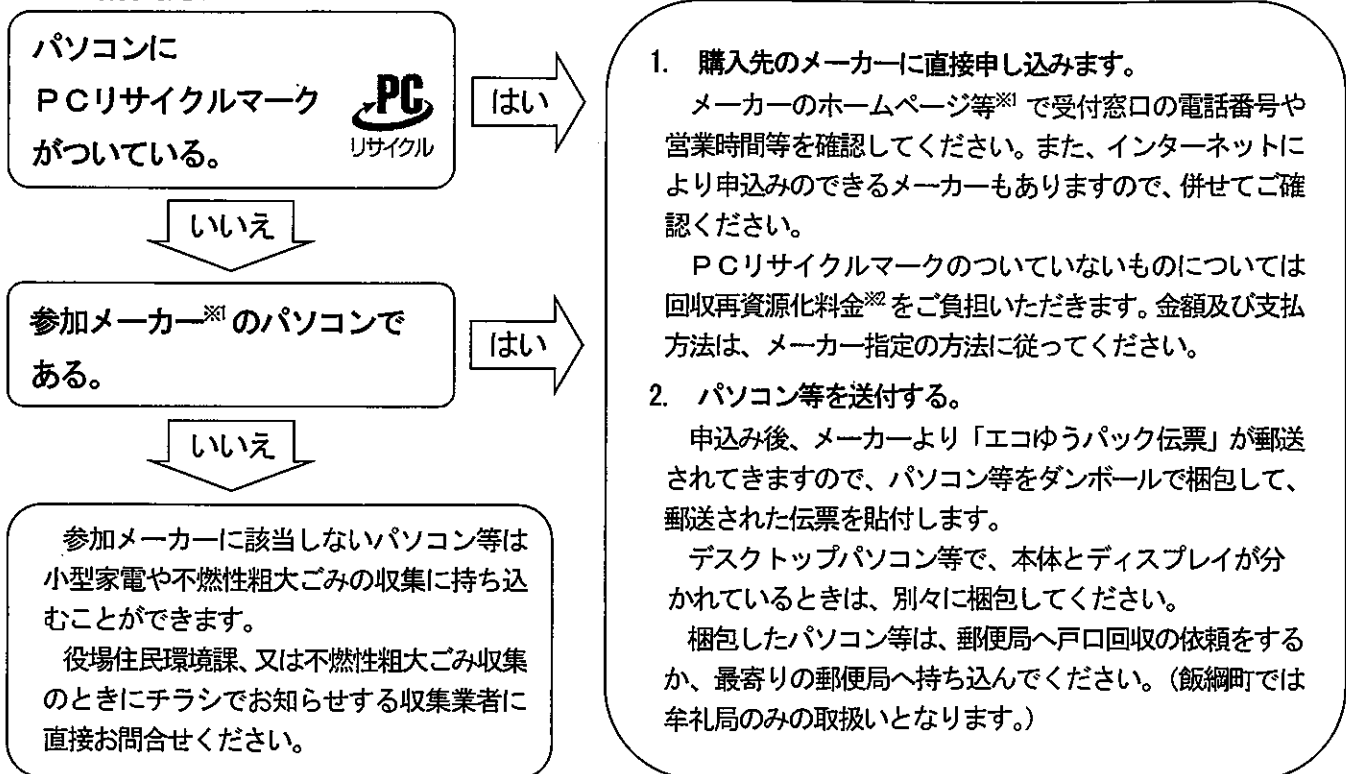 パソコンに
PCリサイクルマーク
がついている。
PC
リサイクル
はい
いいえ
参加メーカー※1のパソコンで
ある。
はい
いいえ
参加メーカーに該当しないパソコン等は
小型家電や不燃性粗大ごみの収集に持ち込
むことができます。
役場住民環境課、又は不燃性粗大ごみ収集
のときにチラシでお知らせする収集業者に
直接お問合せください。
1. 購入先のメーカーに直接申し込みます。
メーカーのホームページ等※1で受付窓口の電話番号や
営業時間等を確認してください。また、インターネットに
より申込みのできるメーカーもありますので、併せてご確
認ください。
PCリサイクルマークのついていないものについては
回収再資源化料金※2をご負担いただきます。金額及び支払
方法は、メーカー指定の方法に従ってください。
2. パソコン等を送付する。
申込み後、メーカーより「エコゆうパック伝票」が郵送
されてきますので、パソコン等をダンボールで梱包して、
郵送された伝票を貼付します。
デスクトップパソコン等で、本体とディスプレイが分
かれているときは、別々に梱包してください。
梱包したパソコン等は、郵便局へ戸口回収の依頼をする
か、最寄りの郵便局へ持ち込んでください。(飯綱町では
牟礼局のみの取扱いとなります。)